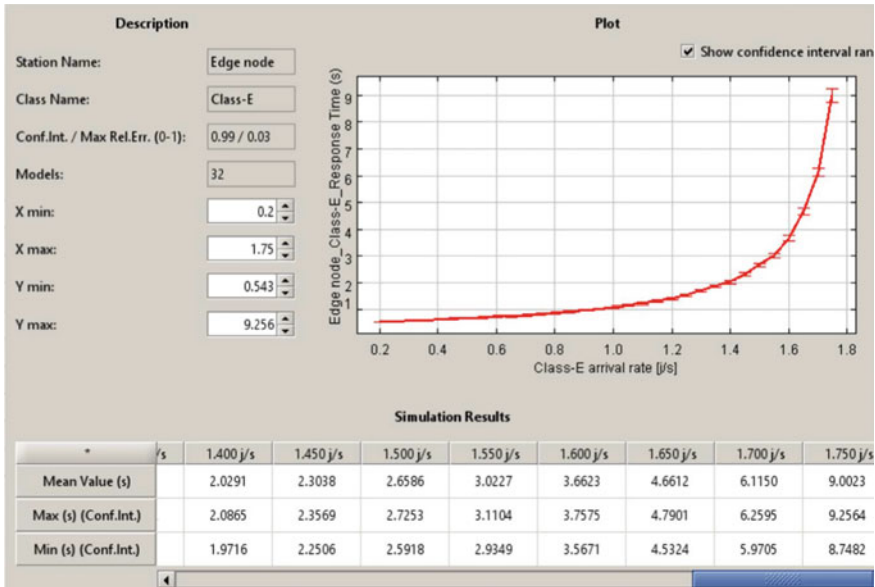 Description
Plot
Show confidence interval ran
Station Name: Edge node
Class Name: Class-E
Conf.Int. / Max Rel.Err. (0-1): 0.99 / 0.03
Models: 32
X min: 0.2
X max: 1.75
Y min: 0.543
Y max: 9.256
Edge node_Class-E_Response Time (s)
9
8
7
6
5
4
3
2
1
0.2 0.4 0.6 0.8 1.0 1.2 1.4 1.6 1.8
Class-E arrival rate [j/s]
Simulation Results
* /s 1.400 j/s 1.450 j/s 1.500 j/s 1.550 j/s 1.600 j/s 1.650 j/s 1.700 j/s 1.750 j/s
Mean Value (s) 2.0291 2.3038 2.6586 3.0227 3.6623 4.6612 6.1150 9.0023
Max (s) (Conf.Int.) 2.0865 2.3569 2.7253 3.1104 3.7575 4.7901 6.2595 9.2564
Min (s) (Conf.Int.) 1.9716 2.2506 2.5918 2.9349 3.5671 4.5324 5.9705 8.7482